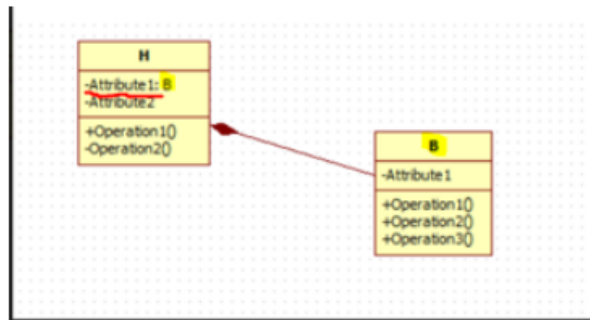 H
-Attribute1: B
-Attribute2
+Operation1()
-Operation2()
B
-Attribute1
+Operation1()
+Operation2()
+Operation3()